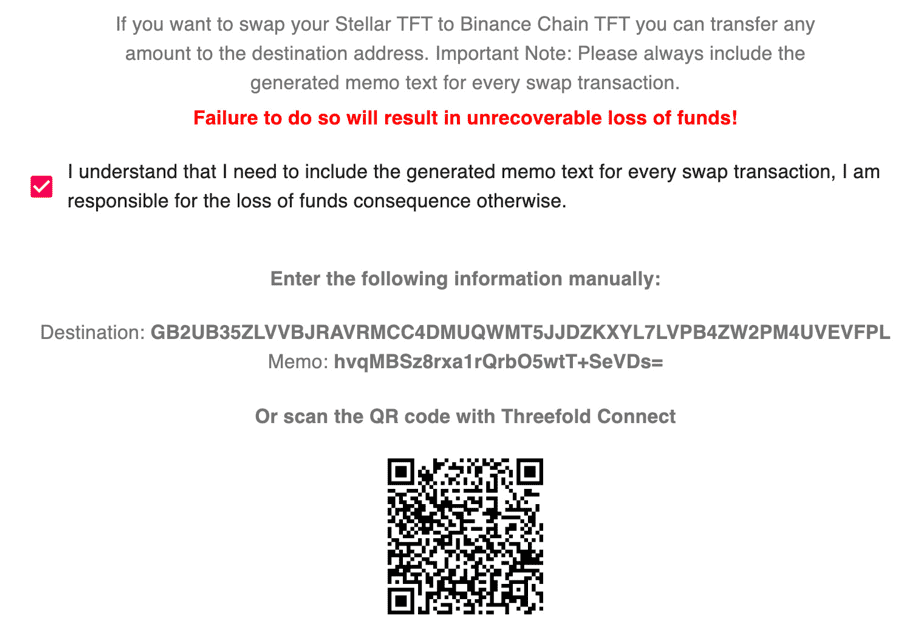 If you want to swap your Stellar TFT to Binance Chain TFT you can transfer any
amount to the destination address. Important Note: Please always include the
generated memo text for every swap transaction.
Failure to do so will result in unrecoverable loss of funds!
I understand that I need to include the generated memo text for every swap transaction, I am
responsible for the loss of funds consequence otherwise.
Enter the following information manually:
Destination: GB2UB35ZLVVBJRAVRMCC4DMUQWMT5JJDZKXYL7LVPB4ZW2PM4UVEVFPL
Memo: hvqMBSz8rxa1rQrbO5wtT+SeVDs=
Or scan the QR code with Threefold Connect